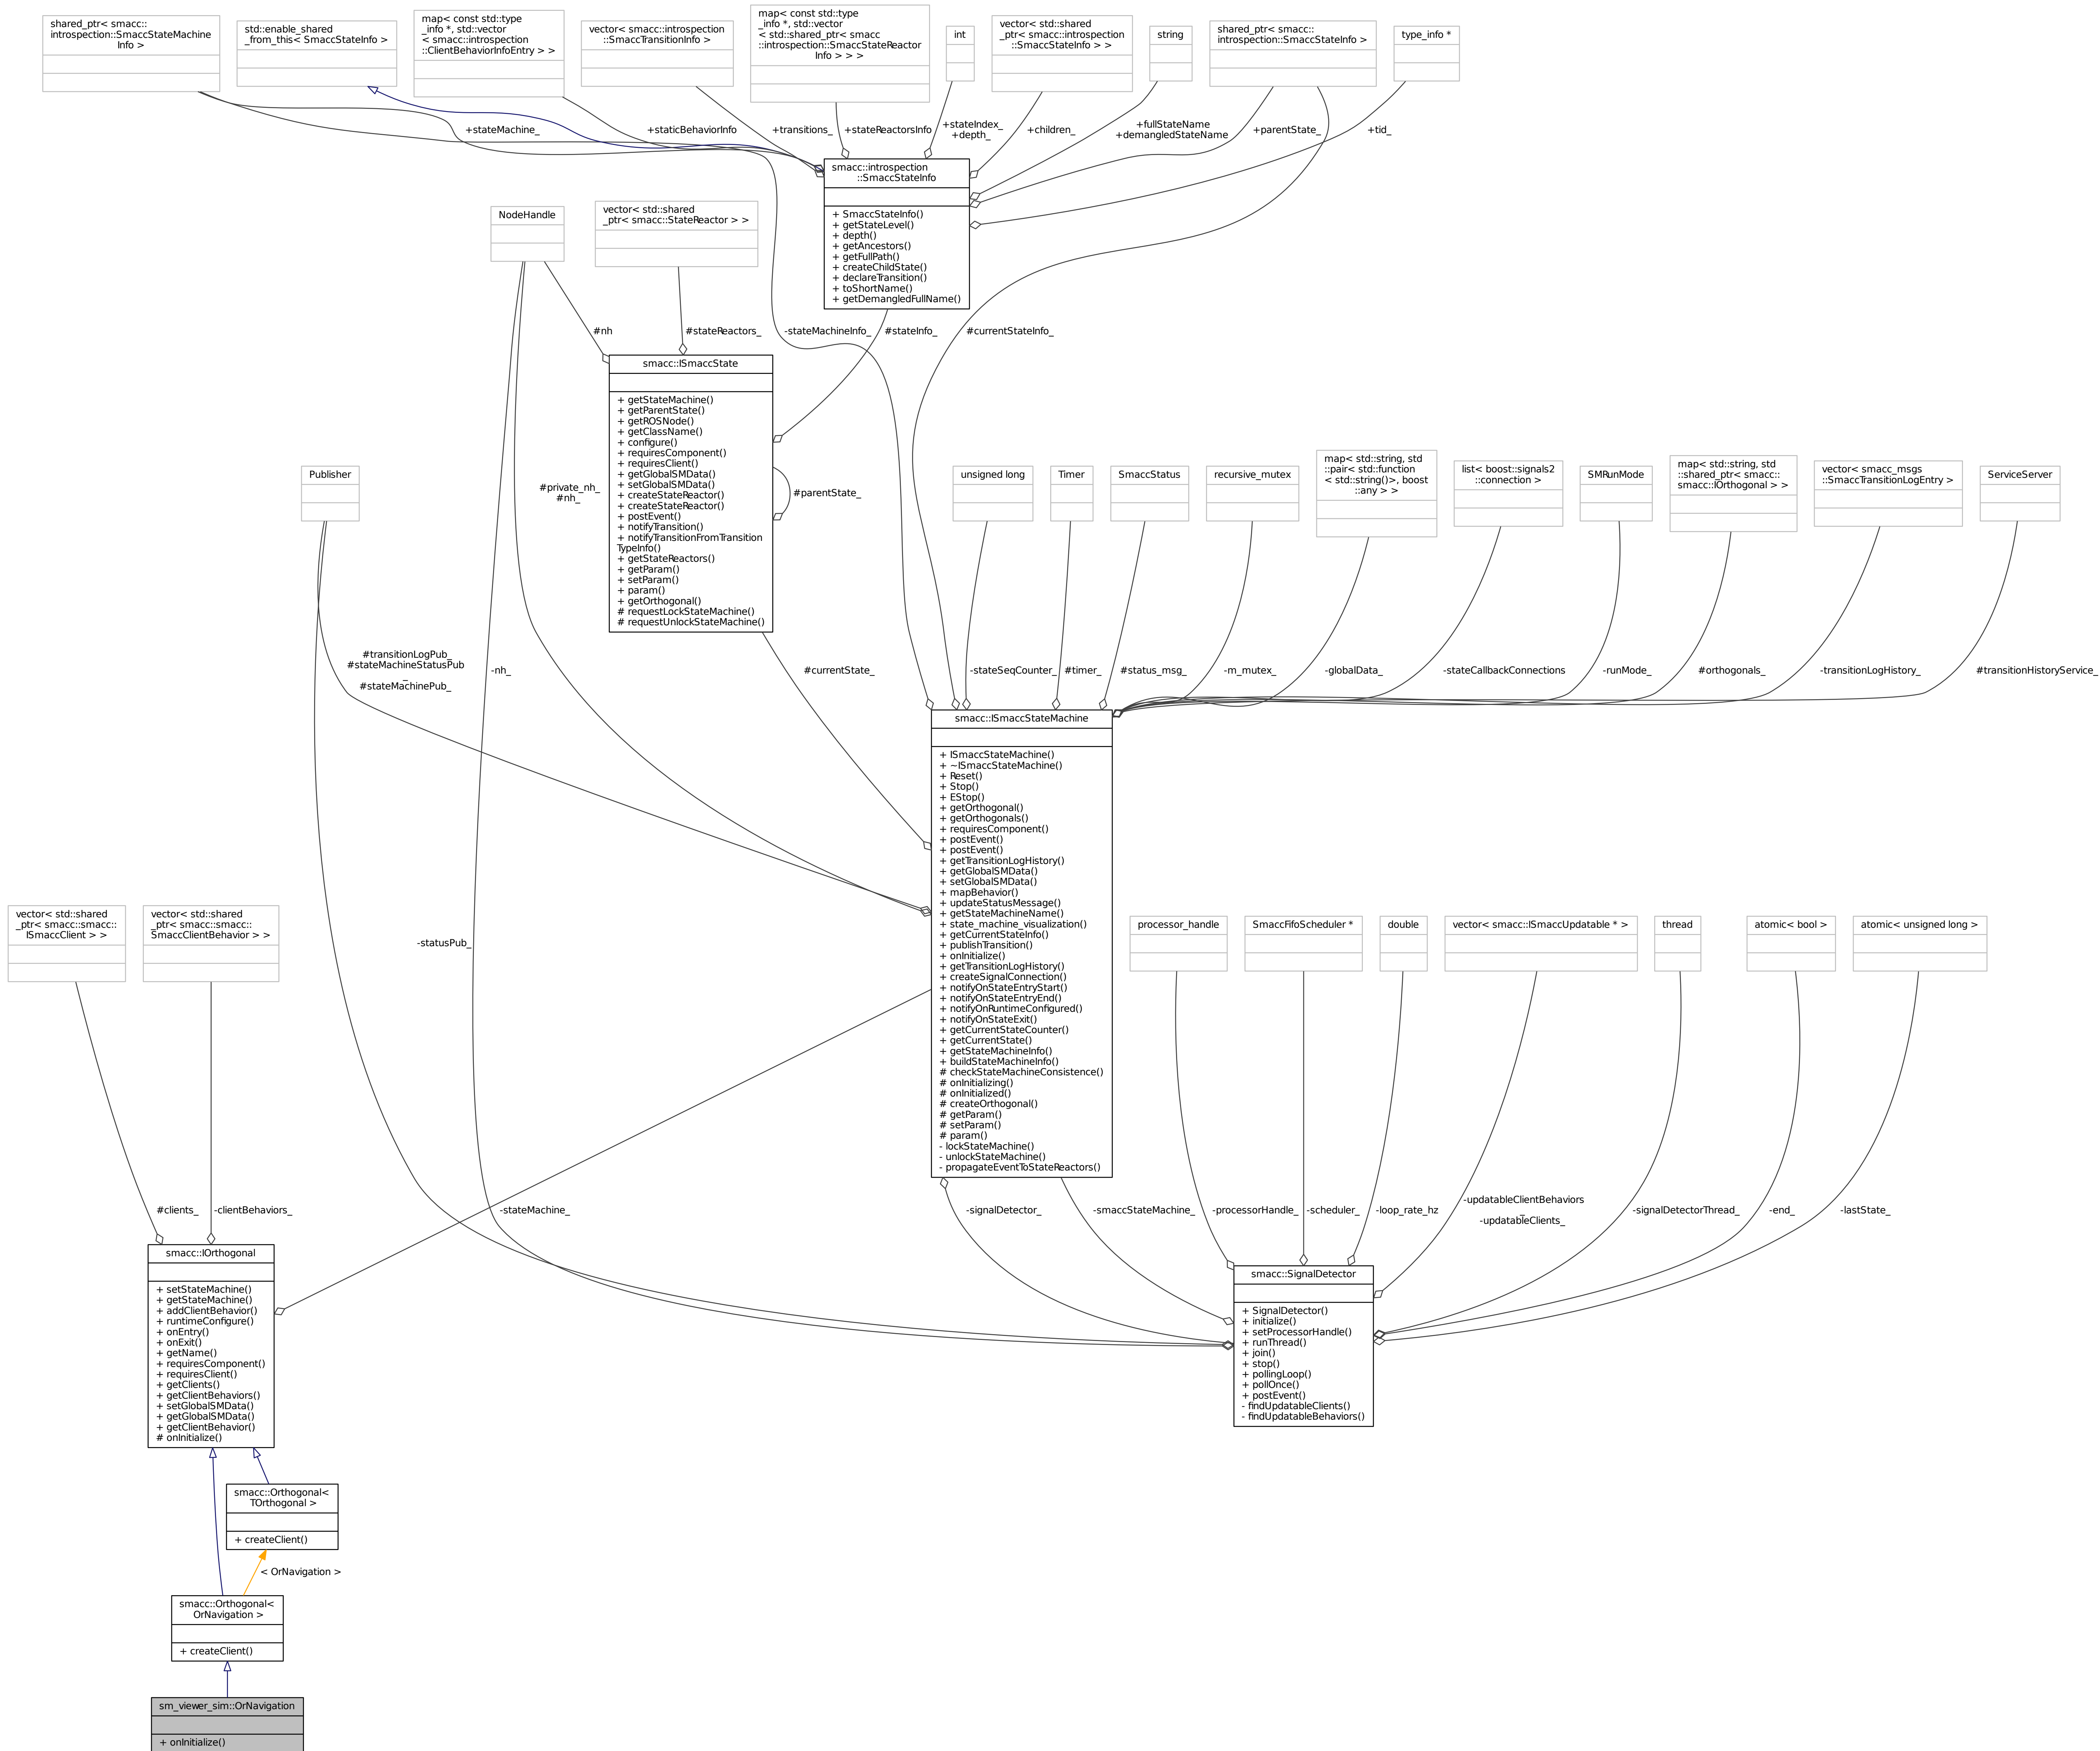 shared_ptr< smacc::
introspection::SmaccStateMachine
Info >
std::enable_shared
_from_this< SmaccStateInfo >
map< const std::type
_info *, std::vector
< smacc::introspection
::ClientBehaviorInfoEntry > >
vector< smacc::introspection
::SmaccTransitionInfo >
map< const std::type
_info *, std::vector
< std::shared_ptr< smacc
::introspection::SmaccStateReactor
Info > > >
int
vector< std::shared
_ptr< smacc::introspection
::SmaccStateInfo > >
string
shared_ptr< smacc::
introspection::SmaccStateInfo >
type_info *
+stateMachine_
+staticBehaviorInfo
+transitions_
+stateReactorsInfo
+stateIndex_
+depth_
+children_
+fullStateName
+demangledStateName
+parentState_
+tid_
smacc::introspection
::SmaccStateInfo
+ SmaccStateInfo()
+ getStateLevel()
+ depth()
+ getAncestors()
+ getFullPath()
+ createChildState()
+ declareTransition()
+ toShortName()
+ getDemangledFullName()
NodeHandle
vector< std::shared
_ptr< smacc::StateReactor > >
#nh
#stateReactors_
-stateMachineInfo_
#stateInfo_
#currentStateInfo_
smacc::ISmaccState
+ getStateMachine()
+ getParentState()
+ getROSNode()
+ getClassName()
+ configure()
+ requiresComponent()
+ requiresClient()
+ getGlobalSMData()
+ setGlobalSMData()
+ createStateReactor()
+ createStateReactor()
+ postEvent()
+ notifyTransition()
+ notifyTransitionFromTransition
TypeInfo()
+ getStateReactors()
+ getParam()
+ setParam()
+ param()
+ getOrthogonal()
# requestLockStateMachine()
# requestUnlockStateMachine()
#parentState_
Publisher
#private_nh_
#nh_
unsigned long
Timer
SmaccStatus
recursive_mutex
map< std::string, std
::pair< std::function
< std::string()>, boost
::any > >
list< boost::signals2
::connection >
SMRunMode
map< std::string, std
::shared_ptr< smacc::
smacc::IOrthogonal > >
vector< smacc_msgs
::SmaccTransitionLogEntry >
ServiceServer
#transitionLogPub_
#stateMachineStatusPub
_
#stateMachinePub_
-nh_
#currentState_
-stateSeqCounter_
#timer_
#status_msg_
-m_mutex_
-globalData_
-stateCallbackConnections
-runMode_
#orthogonals_
-transitionLogHistory_
#transitionHistoryService_
smacc::ISmaccStateMachine
+ ISmaccStateMachine()
+ ~ISmaccStateMachine()
+ Reset()
+ Stop()
+ EStop()
+ getOrthogonal()
+ getOrthogonals()
+ requiresComponent()
+ postEvent()
+ postEvent()
+ getTransitionLogHistory()
+ getGlobalSMData()
+ setGlobalSMData()
+ mapBehavior()
+ updateStatusMessage()
+ getStateMachineName()
+ state_machine_visualization()
+ getCurrentStateInfo()
+ publishTransition()
+ onInitialize()
+ getTransitionLogHistory()
+ createSignalConnection()
+ notifyOnStateEntryStart()
+ notifyOnStateEntryEnd()
+ notifyOnRuntimeConfigured()
+ notifyOnStateExit()
+ getCurrentStateCounter()
+ getCurrentState()
+ getStateMachineInfo()
+ buildStateMachineInfo()
# checkStateMachineConsistence()
# onInitializing()
# onInitialized()
# createOrthogonal()
# getParam()
# setParam()
# param()
- lockStateMachine()
- unlockStateMachine()
- propagateEventToStateReactors()
vector< std::shared
_ptr< smacc::smacc::
ISmaccClient > >
vector< std::shared
_ptr< smacc::smacc::
SmaccClientBehavior > >
-statusPub_
processor_handle
SmaccFifoScheduler *
double
vector< smacc::ISmaccUpdatable * >
thread
atomic< bool >
atomic< unsigned long >
#clients_
-clientBehaviors_
-stateMachine_
-signalDetector_
-smaccStateMachine_
-processorHandle_
-scheduler_
-loop_rate_hz
-updatableClientBehaviors
_
-updatableClients_
-signalDetectorThread_
-end_
-lastState_
smacc::IOrthogonal
+ setStateMachine()
+ getStateMachine()
+ addClientBehavior()
+ runtimeConfigure()
+ onEntry()
+ onExit()
+ getName()
+ requiresComponent()
+ requiresClient()
+ getClients()
+ getClientBehaviors()
+ setGlobalSMData()
+ getGlobalSMData()
+ getClientBehavior()
# onInitialize()
smacc::SignalDetector
+ SignalDetector()
+ initialize()
+ setProcessorHandle()
+ runThread()
+ join()
+ stop()
+ pollingLoop()
+ pollOnce()
+ postEvent()
- findUpdatableClients()
- findUpdatableBehaviors()
smacc::Orthogonal<
TOrthogonal >
+ createClient()
< OrNavigation >
smacc::Orthogonal<
OrNavigation >
+ createClient()
sm_viewer_sim::OrNavigation
+ onInitialize()